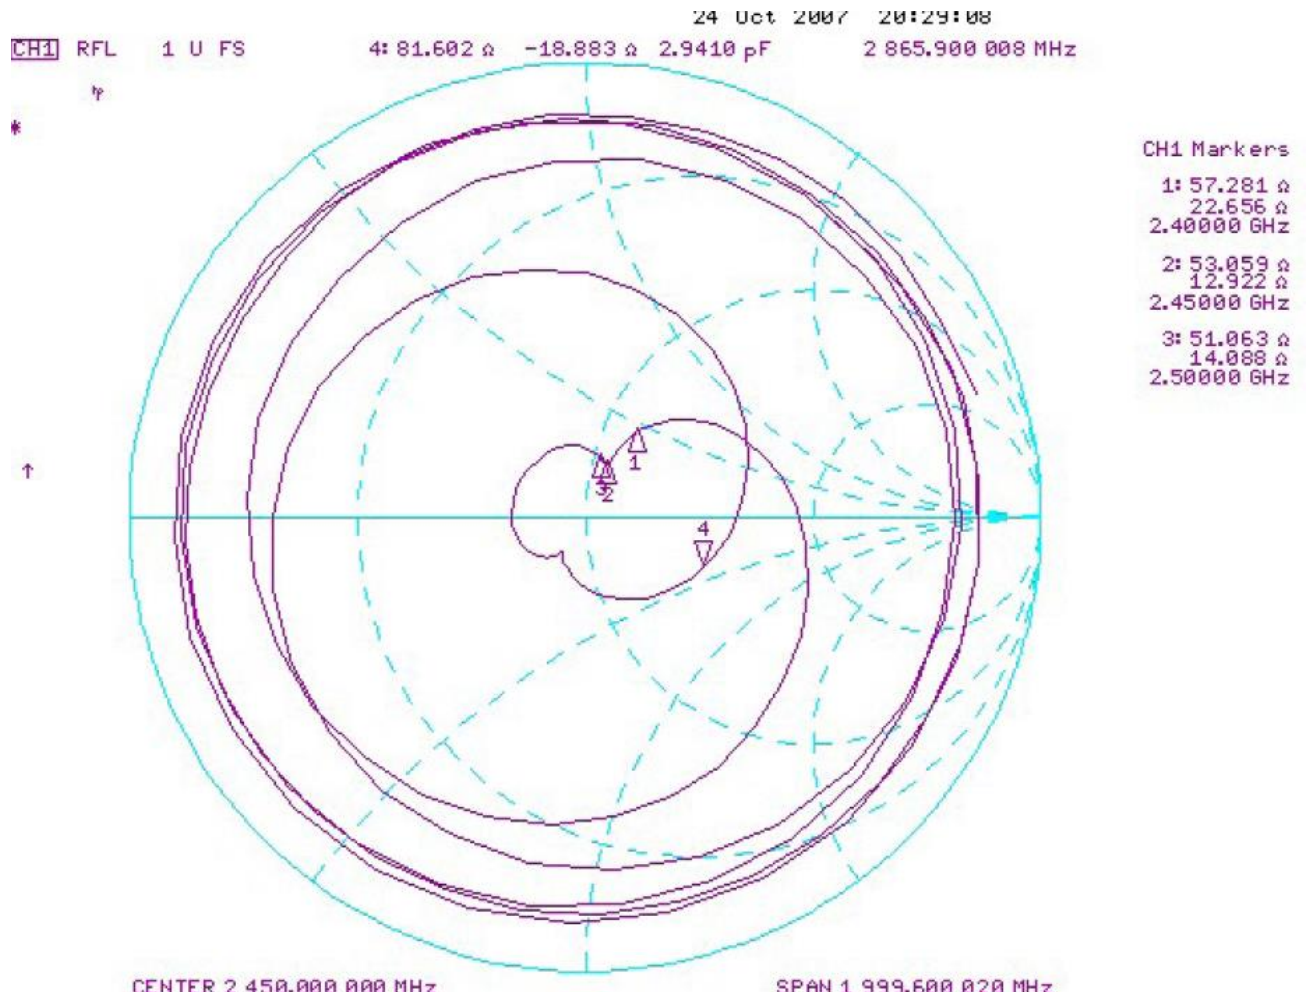 24 Oct 2007 20:29:08
CH1 RFL 1 U FS 4: 81.602 Ω -18.883 Ω 2.9410 pF 2 865.900 008 MHz
*
CH1 Markers
1: 57.281 Ω
22.656 Ω
2.40000 GHz
2: 53.059 Ω
12.922 Ω
2.45000 GHz
3: 51.063 Ω
14.088 Ω
2.50000 GHz
↑
1
3
2
4
CENTER 2 450.000 000 MHz SPAN 1 999.600 020 MHz